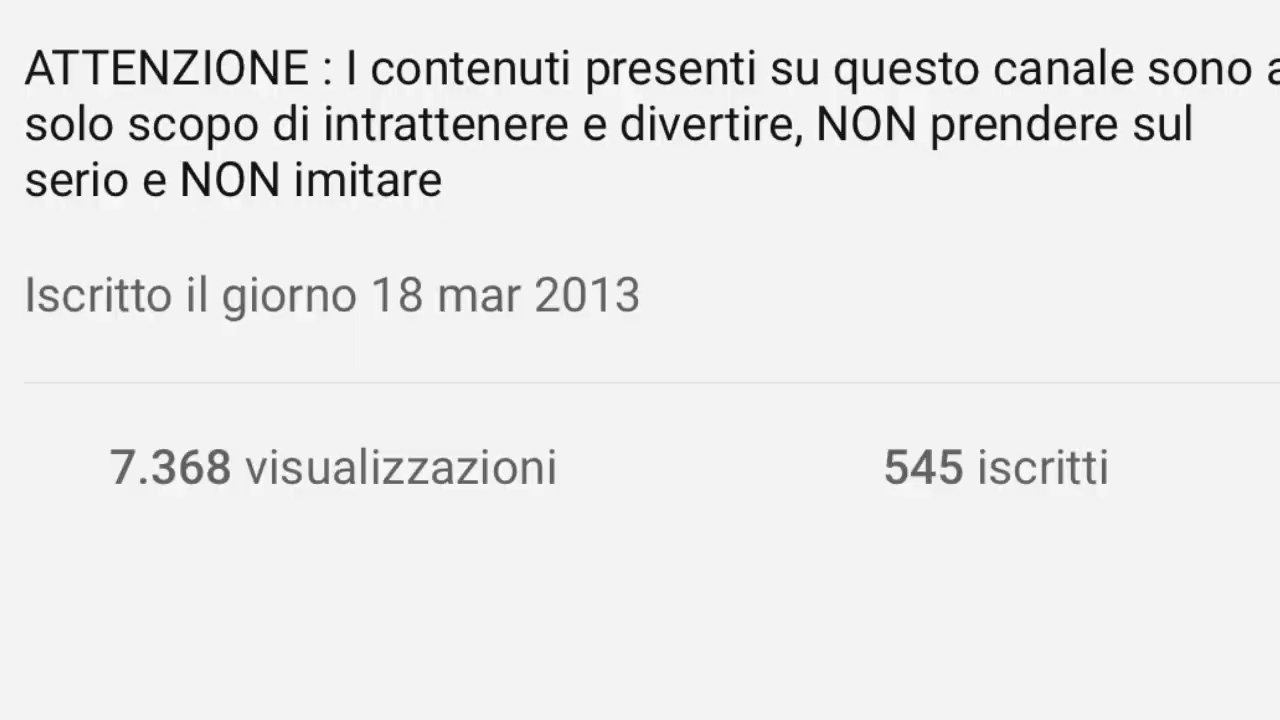 ATTENZIONE : I contenuti presenti su questo canale sono a
solo scopo di intrattenere e divertire, NON prendere sul
serio e NON imitare
Iscritto il giorno 18 mar 2013
7.368 visualizzazioni 545 iscritti